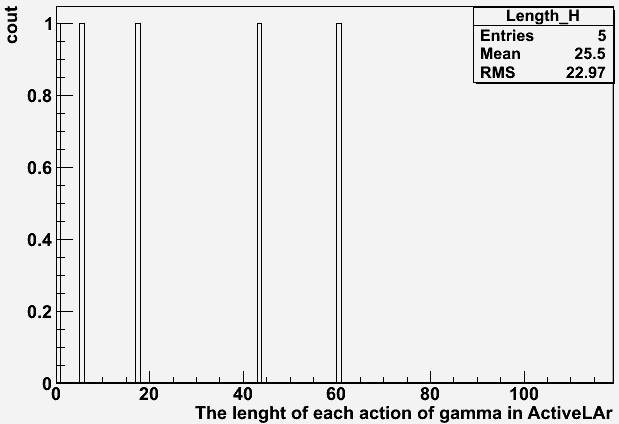 cout
Length_H
Entries 5
Mean 25.5
RMS 22.97
1
0.8
0.6
0.4
0.2
0
0 20 40 60 80 100
The lenght of each action of gamma in ActiveLAr